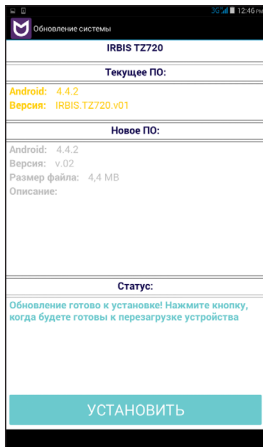 3G 12:46 PM
Обновление системы
IRBIS TZ720
Текущее ПО:
Android: 4.4.2
Версия: IRBIS,TZ720.v01
Новое ПО:
Android: 4.4.2
Версия: v.02
Размер файла: 4,4 MB
Описание:
Статус:
Обновление готово к установке! Нажмите кнопку,
когда будете готовы к перезагрузке устройства
УСТАНОВИТЬ